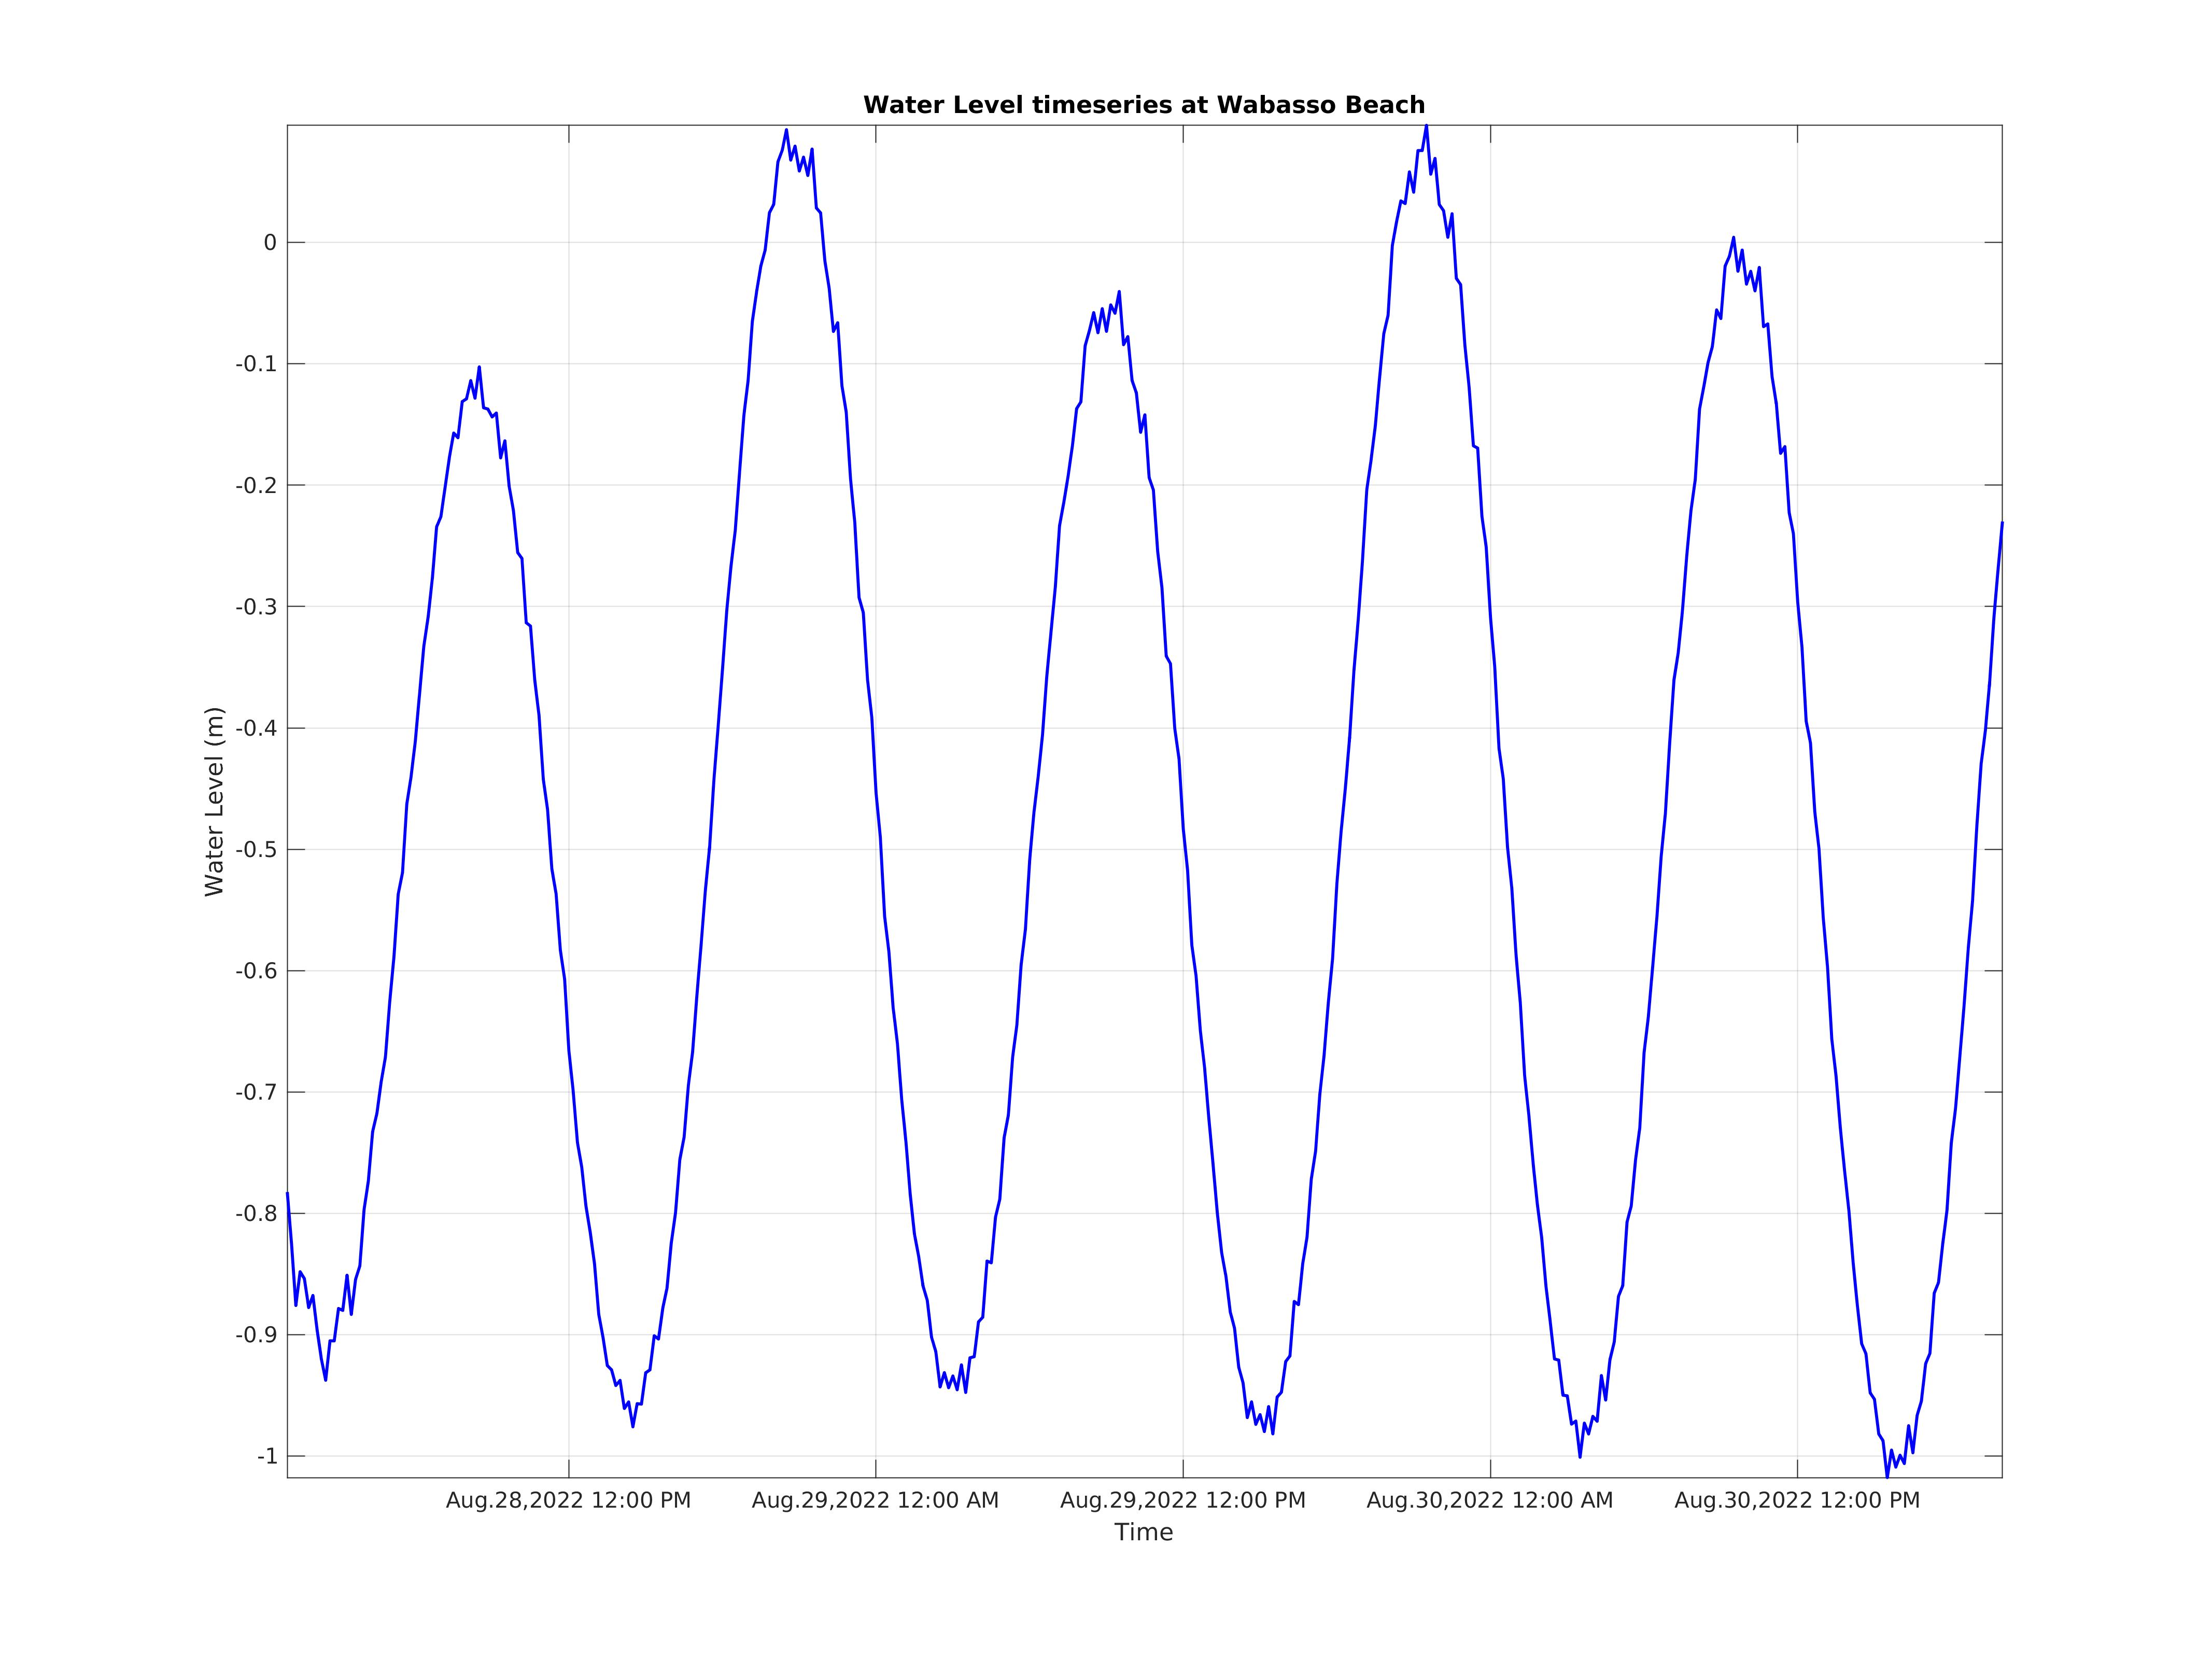 Water Level timeseries at Wabasso Beach
0
-0.1
-0.2
-0.3
-0.4
-0.5
-0.6
-0.7
-0.8
-0.9
-1
Water Level (m)
Aug.28,2022 12:00 PM
Aug.29,2022 12:00 AM
Aug.29,2022 12:00 PM
Aug.30,2022 12:00 AM
Aug.30,2022 12:00 PM
Time